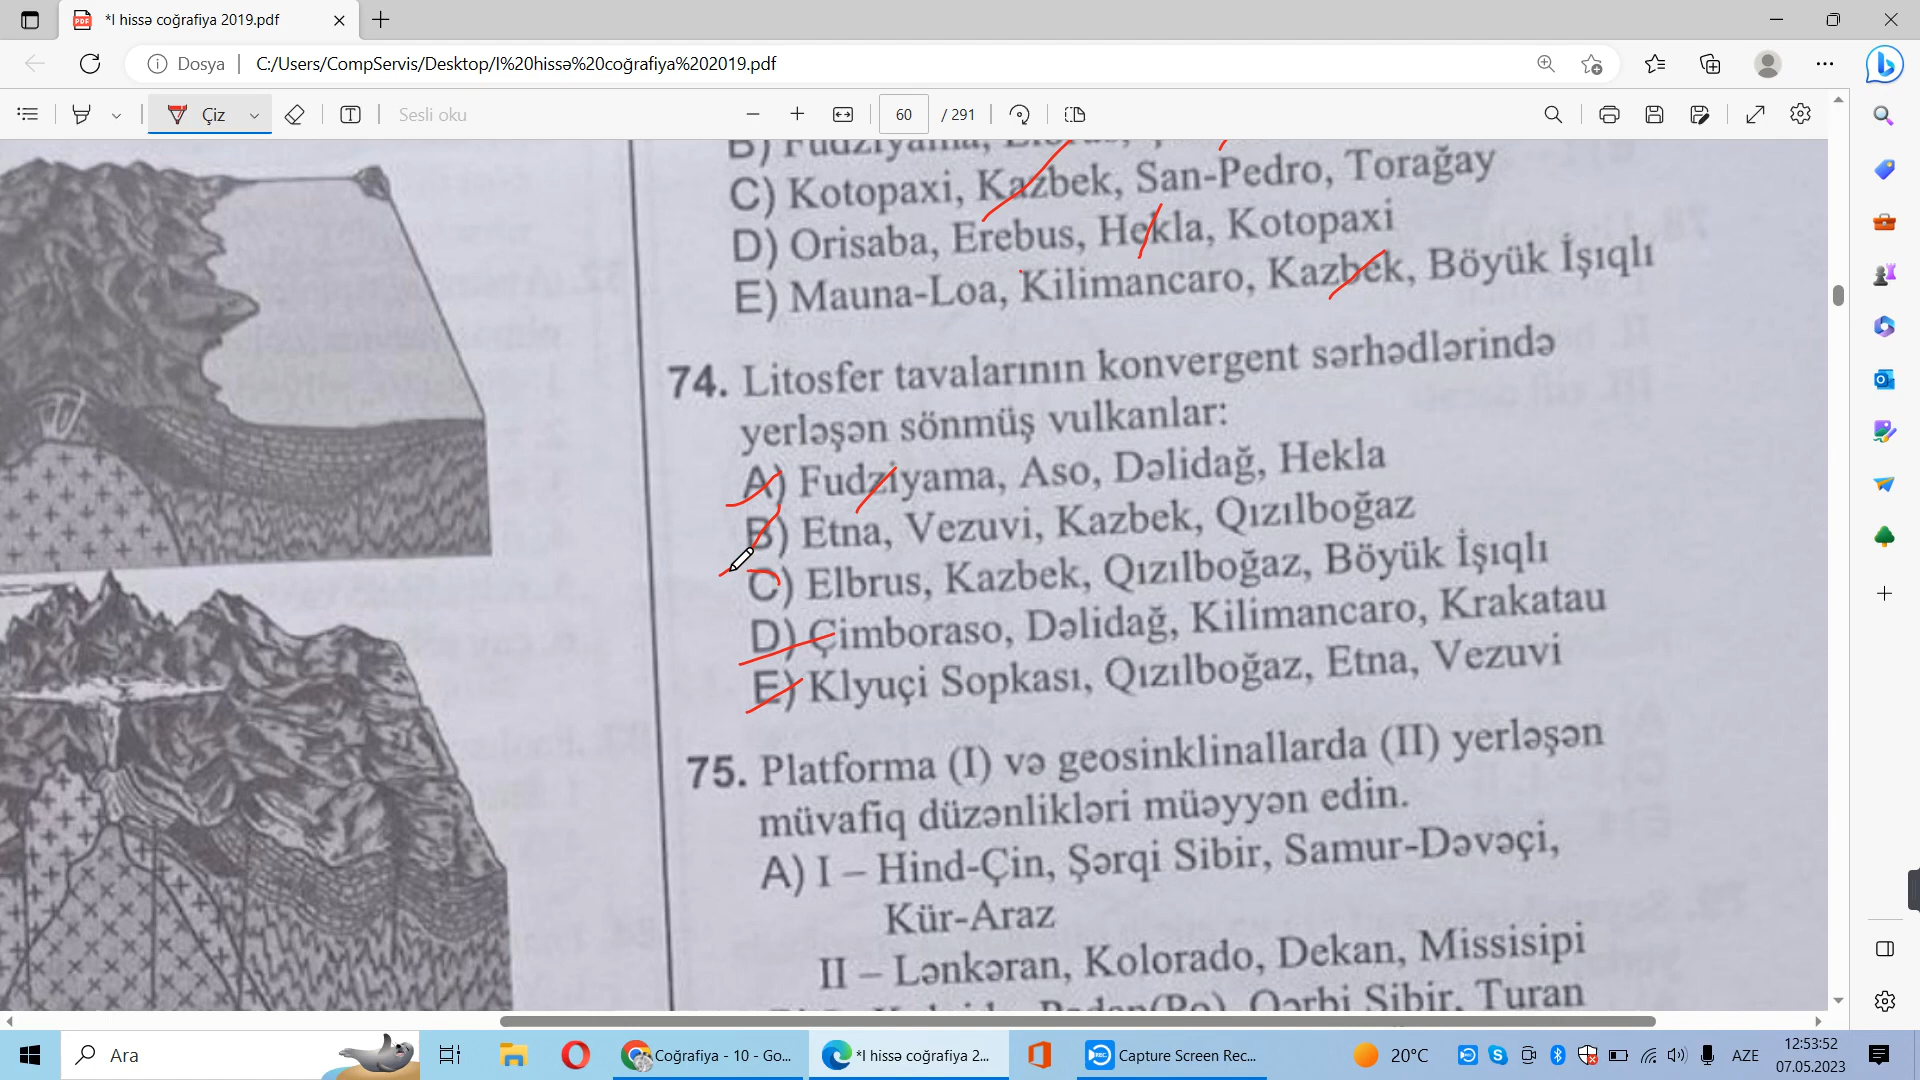 *I hissə coğrafiya 2019.pdf
Dosya
C:/Users/CompServis/Desktop/I%20hissə%20coğrafiya%202019.pdf
Çiz
Sesli oku
60 / 291
B) Fudziyama,
C) Kotopaxi, Kazbek, San-Pedro, Torağay
D) Orisaba, Erebus, Hekla, Kotopaxi
E) Mauna-Loa, Kilimancaro, Kazbek, Böyük İşıqlı
74. Litosfer tavalarının konvergent sərhədlərində
yerləşən sönmüş vulkanlar:
A) Fudziyama, Aso, Dəlidağ, Hekla
B) Etna, Vezuvi, Kazbek, Qızılboğaz
C) Elbrus, Kazbek, Qızılboğaz, Böyük İşıqlı
D) Çimboraso, Dəlidağ, Kilimancaro, Krakatau
E) Klyuçi Sopkası, Qızılboğaz, Etna, Vezuvi
75. Platforma (I) və geosinklinallarda (II) yerləşən
müvafiq düzənlikləri müəyyən edin.
A) I – Hind-Çin, Şərqi Sibir, Samur-Dəvəçi,
Kür-Araz
II – Lənkəran, Kolorado, Dekan, Missisipi
Qərbi Sibir, Turan
Ara
Coğrafiya - 10 - Go...
*I hissə coğrafiya 2...
Capture Screen Rec...
20°C
AZE
12:53:52
07.05.2023